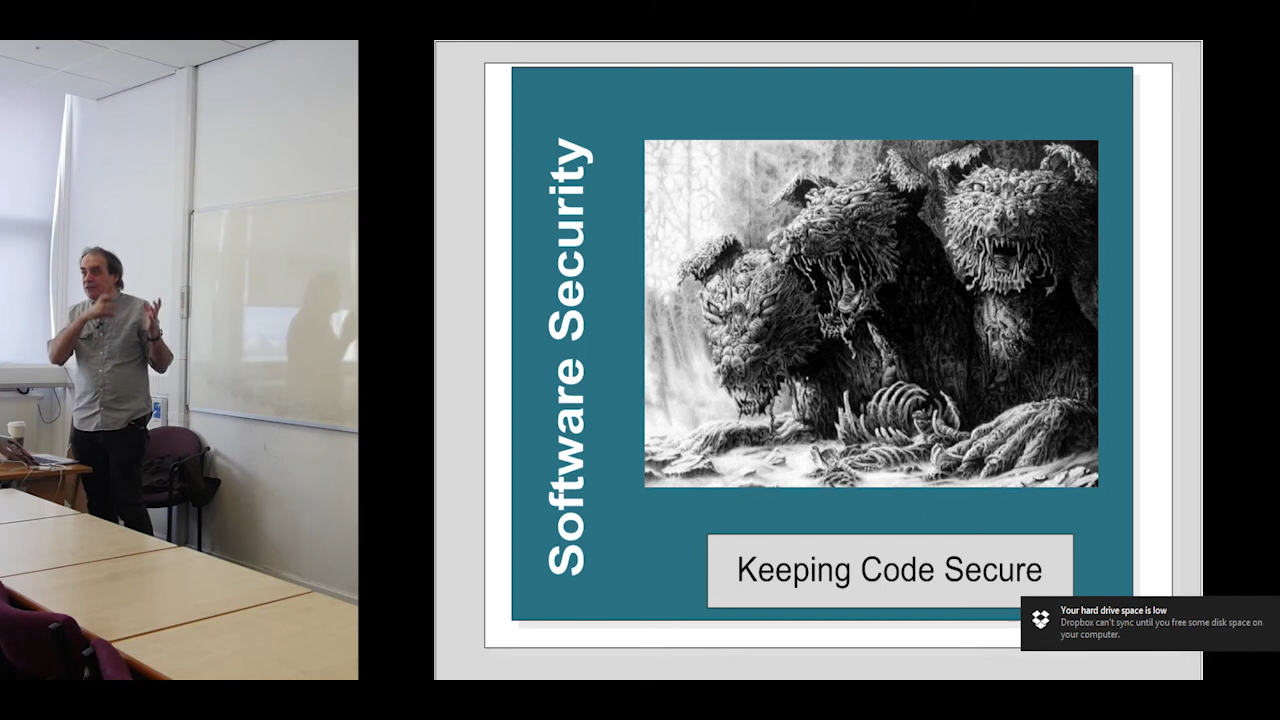 Software Security
Keeping Code Secure
Your hard drive space is low
Dropbox can't sync until you free some disk space on
your computer.